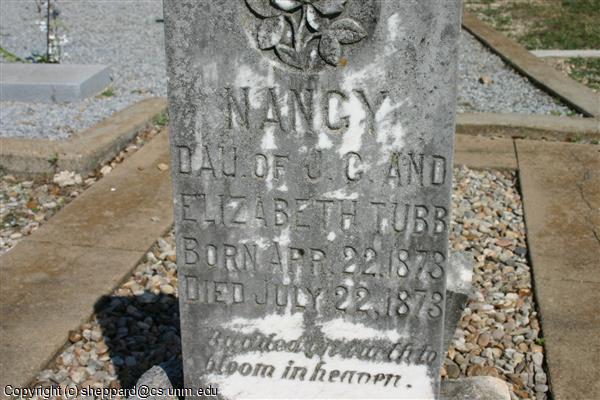 NANCY
DAU. OF J. C. AND
ELIZABETH TUBB
BORN APR. 22, 1873
DIED JULY 22, 1873
Budded on earth to
bloom in heaven.
Copyright (c) sheppard@cs.unm.edu